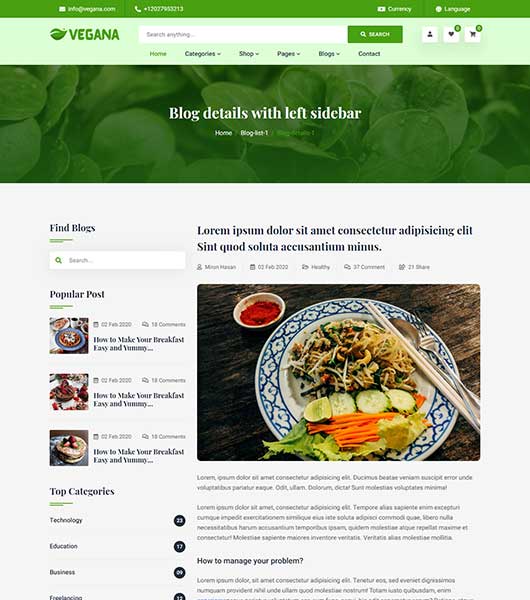 info@vegana.com +12027953213 Currency Language
VEGANA Search anything... SEARCH 0 0
Home Categories Shop Pages Blogs Contact
Blog details with left sidebar
Home / Blog-list-1 / Blog-details-1
Find Blogs
Search...
Popular Post
02 Feb 2020 18 Comments
How to Make Your Breakfast
Easy and Yummy...
02 Feb 2020 18 Comments
How to Make Your Breakfast
Easy and Yummy...
02 Feb 2020 18 Comments
How to Make Your Breakfast
Easy and Yummy...
Top Categories
Technology 23
Education 17
Business 09
Freelancing
Lorem ipsum dolor sit amet consectetur adipisicing elit
Sint quod soluta accusantium minus.
Miron Hasan 02 Feb 2020 Healthy 37 Comment 21 Share
Lorem, ipsum dolor sit amet consectetur adipisicing elit. Ducimus beatae veniam suscipit error unde
voluptatibus pariatur eaque. Odit, ullam. Dolorum, dicta! Sunt molestias voluptates minima!
Lorem, ipsum dolor sit amet consectetur adipisicing elit. Tempore alias sapiente enim excepturi
cumque impedit exercitationem similique eius iste soluta adipisci commodi quae, libero nulla
necessitatibus harum accusantium temporibus ipsam, quidem molestiae atque repellat maxime et
consectetur! Molestiae sapiente maiores inventore veritatis. Veritatis alias molestiae mollitia.
How to manage your problem?
Lorem ipsum dolor sit amet consectetur adipisicing elit. Tenetur eos, sed eveniet dignissimos
numquam provident nihil unde ullam quo quod molestias culpa enim error sit, repudiandae
voluptate soluta doloremque magnam